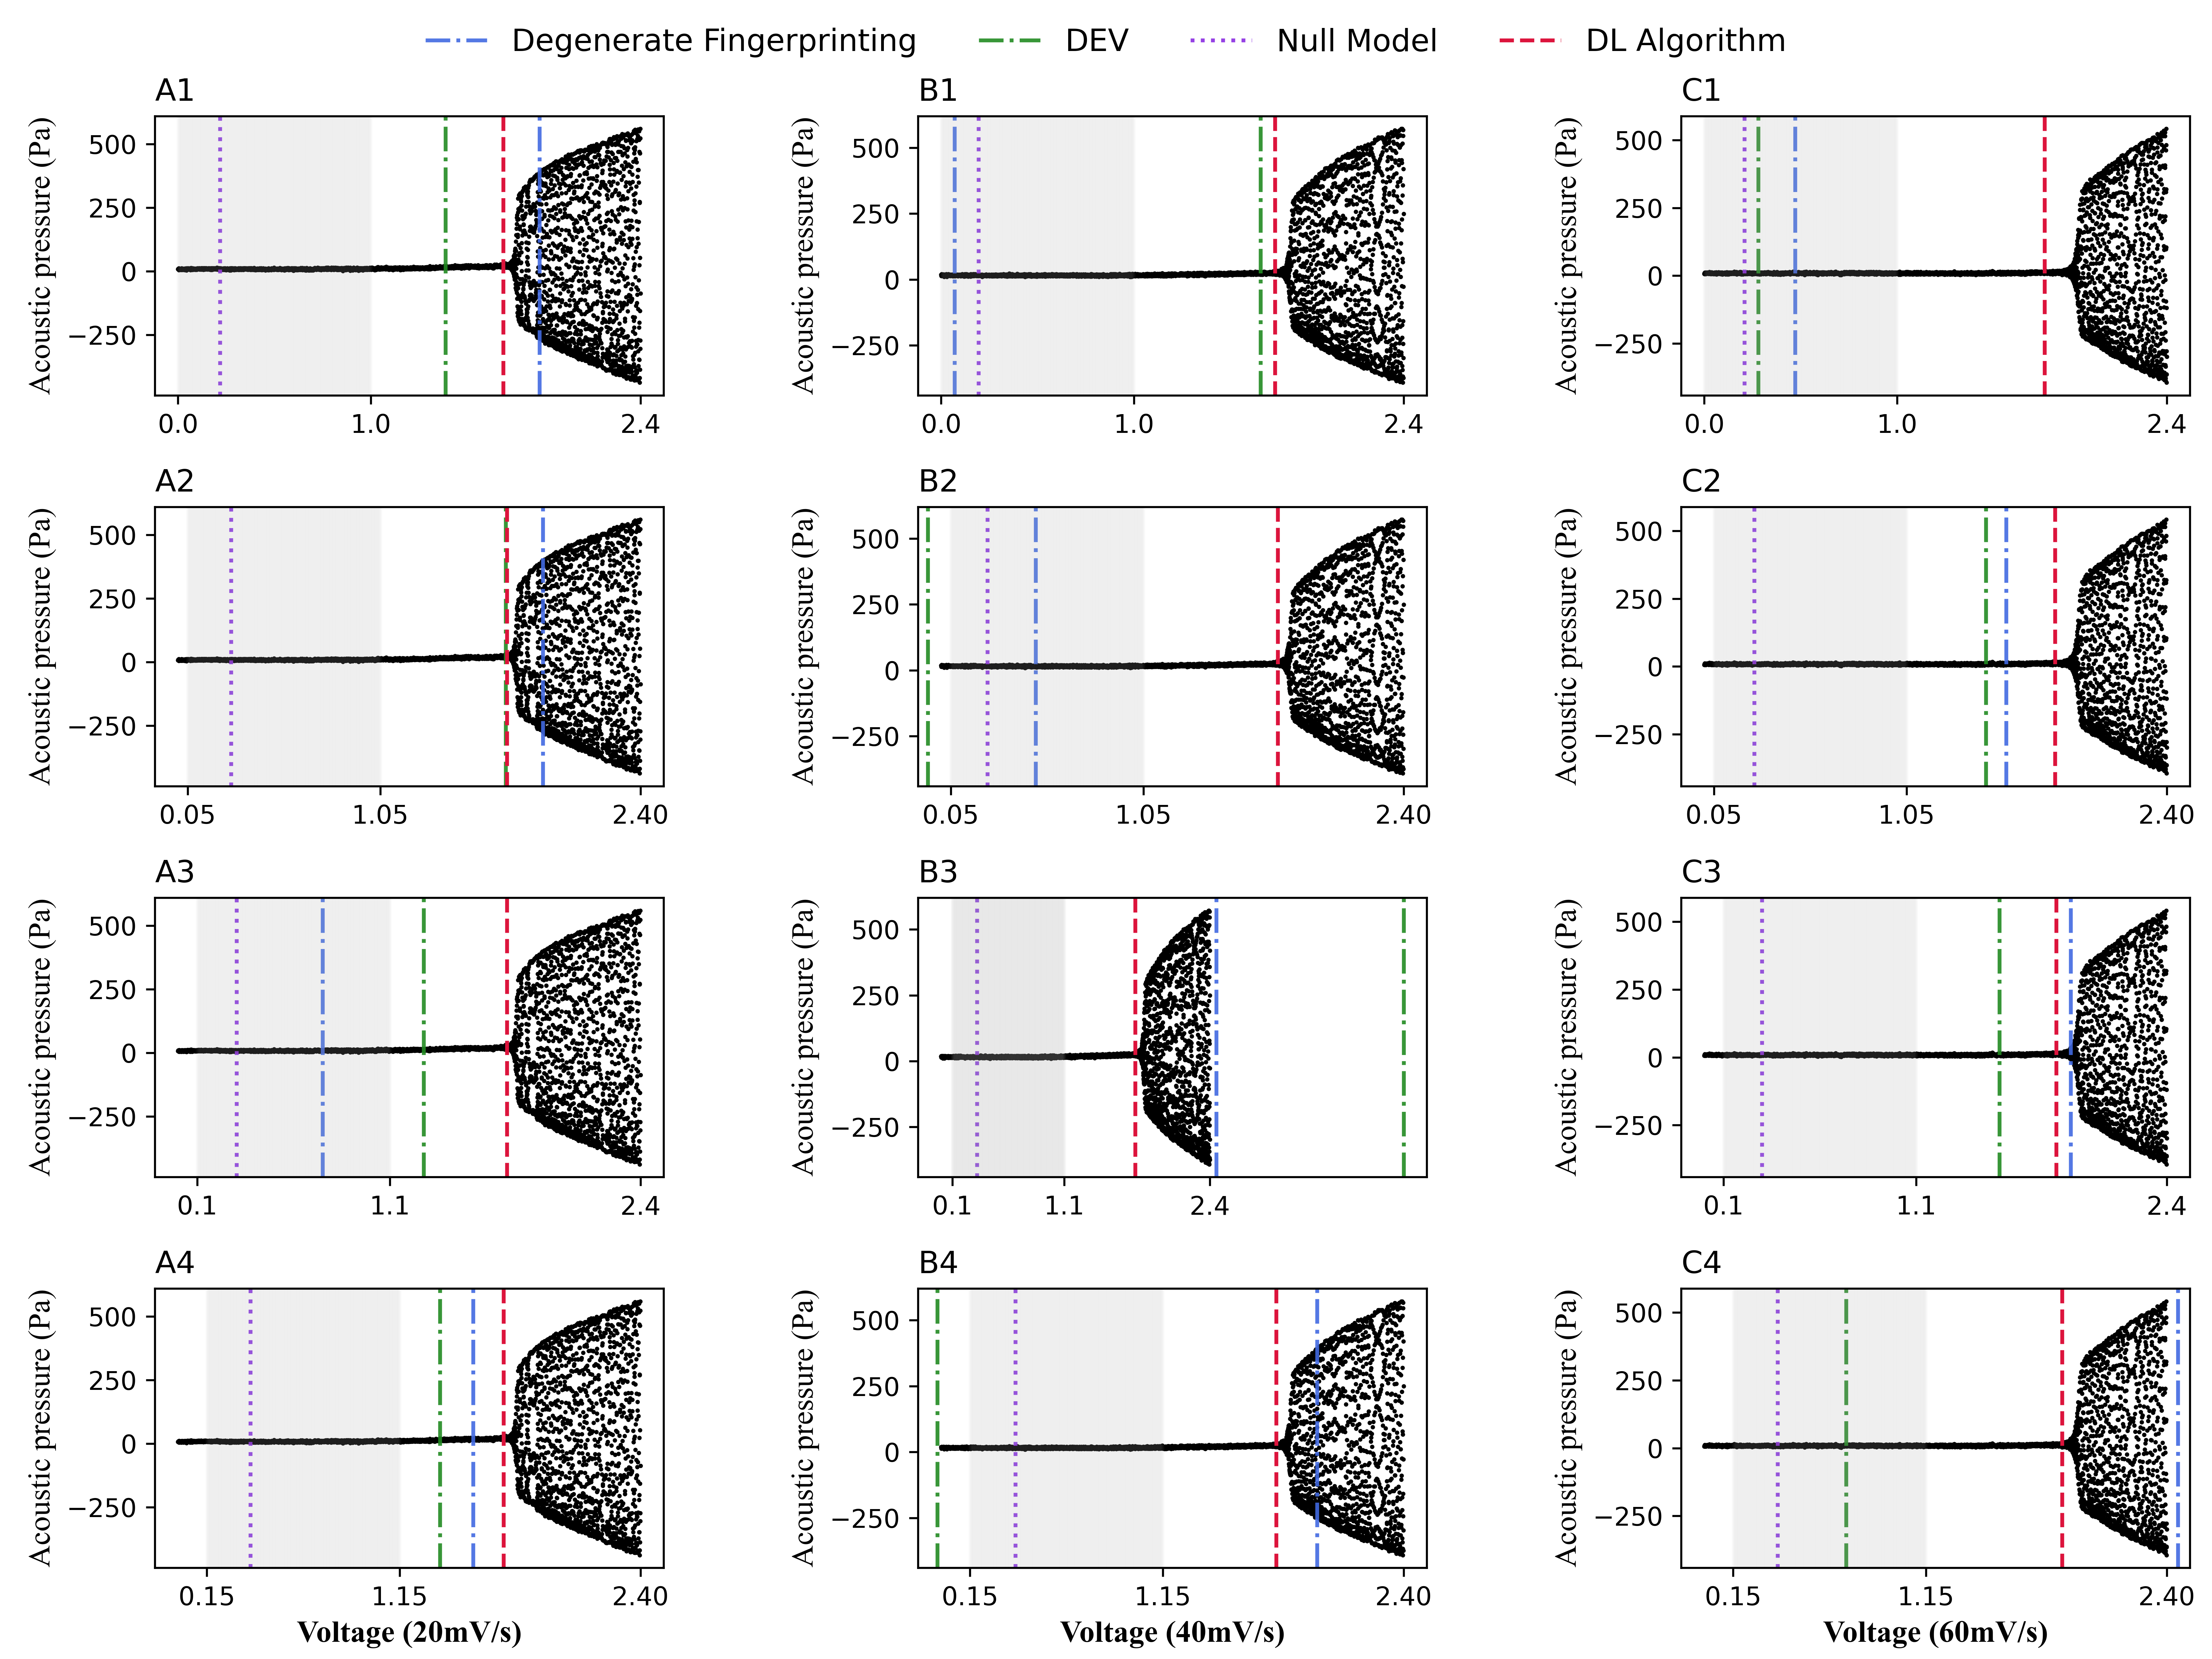 Degenerate Fingerprinting DEV Null Model DL Algorithm
A1 B1 C1
Acoustic pressure (Pa) Acoustic pressure (Pa) Acoustic pressure (Pa)
500 500 500
250 250 250
0 0 0
−250 −250 −250
0.0 1.0 2.4 0.0 1.0 2.4 0.0 1.0 2.4
A2 B2 C2
Acoustic pressure (Pa) Acoustic pressure (Pa) Acoustic pressure (Pa)
500 500 500
250 250 250
0 0 0
−250 −250 −250
0.05 1.05 2.40 0.05 1.05 2.40 0.05 1.05 2.40
A3 B3 C3
Acoustic pressure (Pa) Acoustic pressure (Pa) Acoustic pressure (Pa)
500 500 500
250 250 250
0 0 0
−250 −250 −250
0.1 1.1 2.4 0.1 1.1 2.4 0.1 1.1 2.4
A4 B4 C4
Acoustic pressure (Pa) Acoustic pressure (Pa) Acoustic pressure (Pa)
500 500 500
250 250 250
0 0 0
−250 −250 −250
0.15 1.15 2.40 0.15 1.15 2.40 0.15 1.15 2.40
Voltage (20mV/s) Voltage (40mV/s) Voltage (60mV/s)